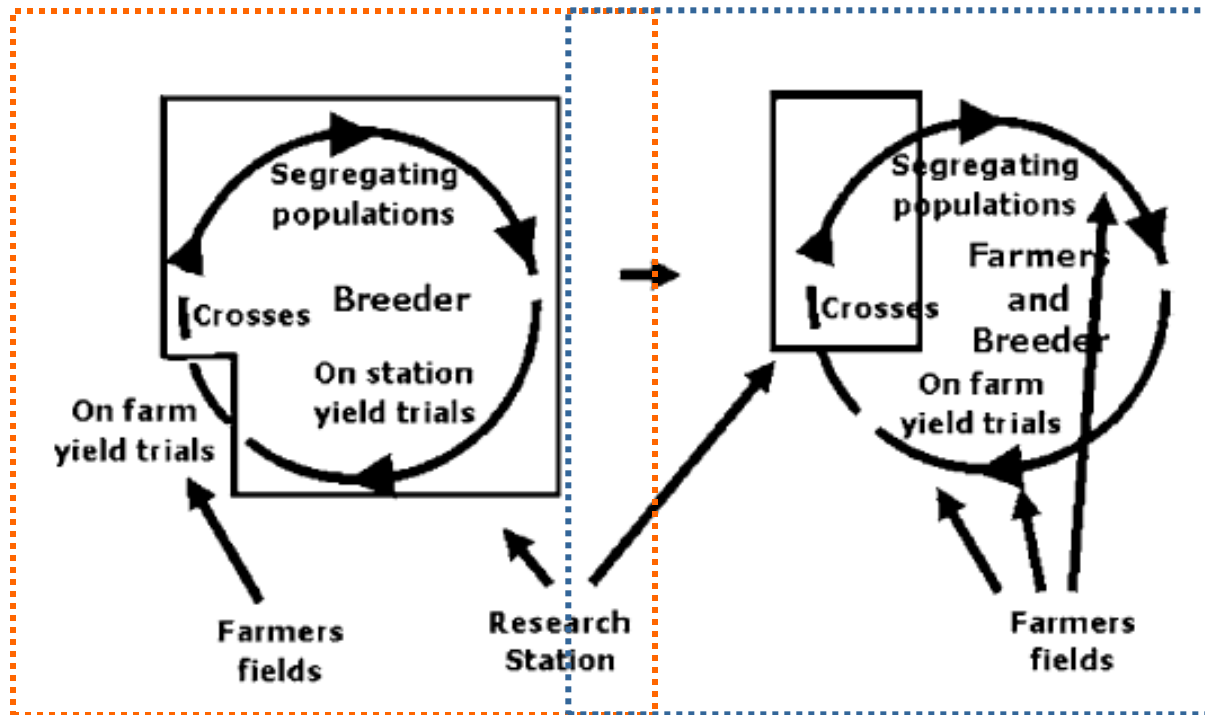 Segregating
populations
Breeder
Crosses
On station
yield trials
On farm
yield trials
Farmers
fields
Research
Station
Segregating
populations
Farmers
and
Breeder
Crosses
On farm
yield trials
Farmers
fields